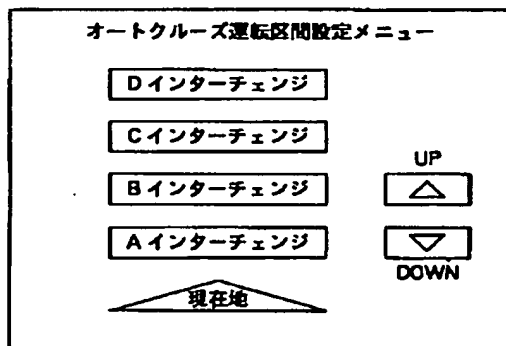 オートクルーズ運転区間設定メニュー
Dインターチェンジ
Cインターチェンジ
UP
Bインターチェンジ
Aインターチェンジ
DOWN
現在地